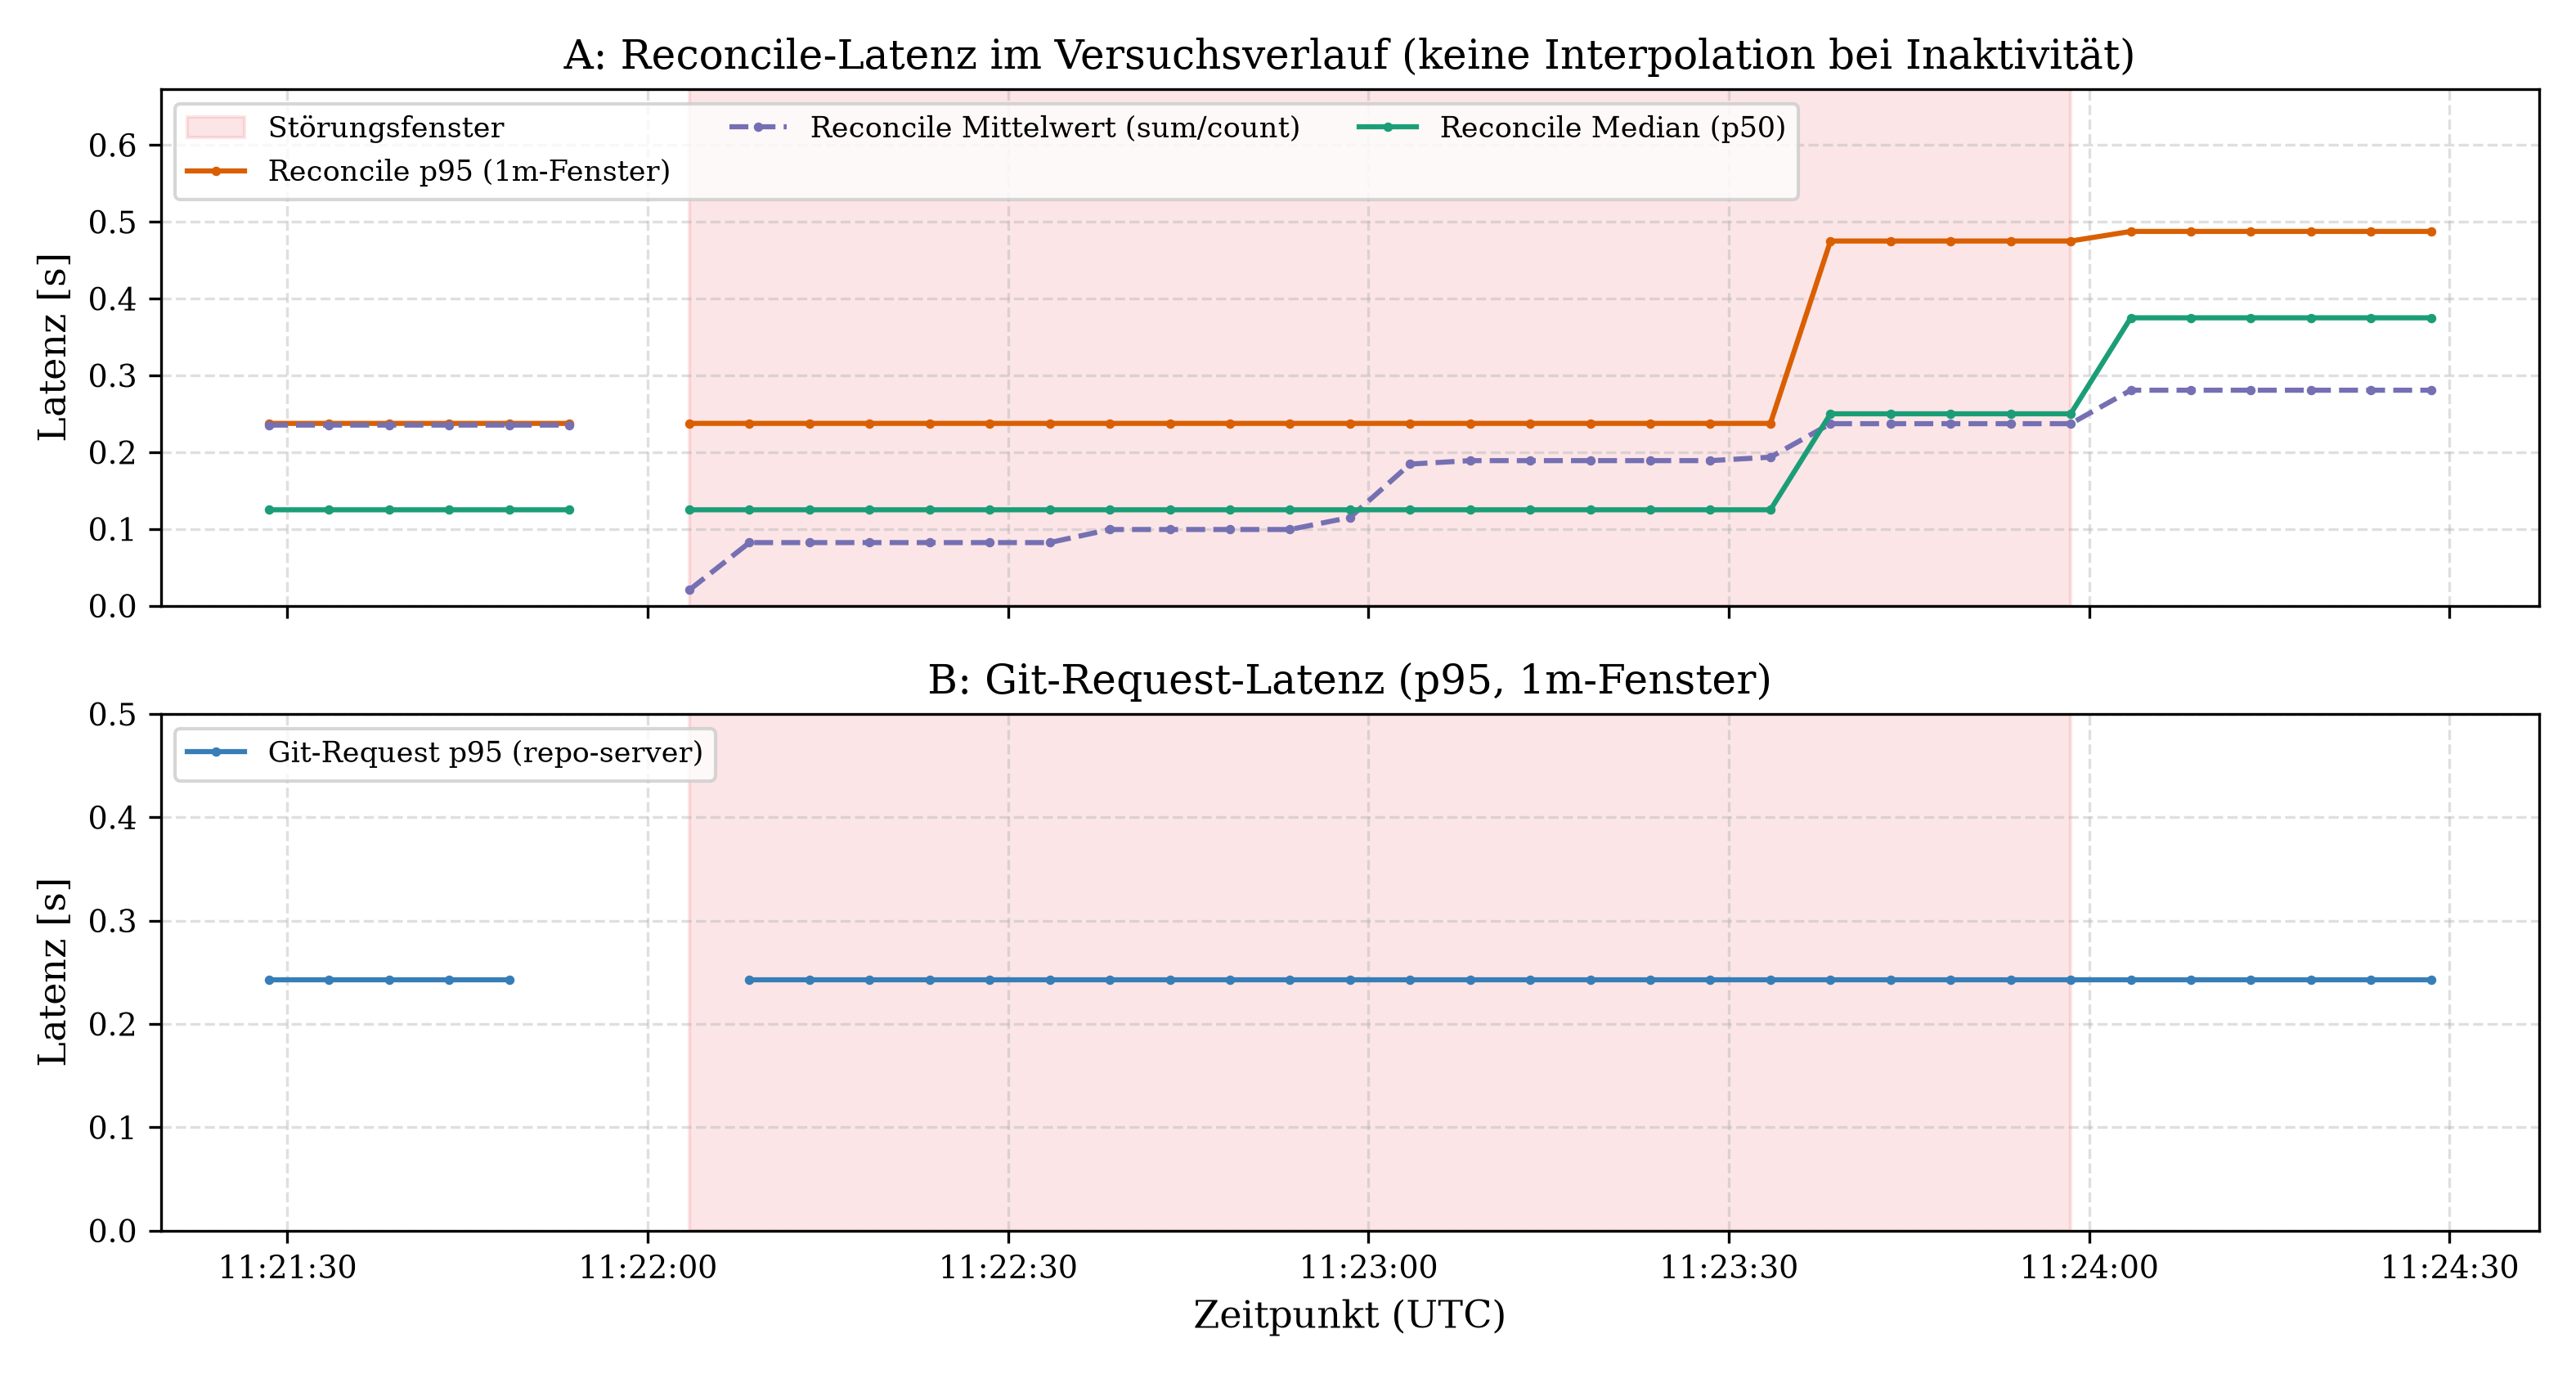 A: Reconcile-Latenz im Versuchsverlauf (keine Interpolation bei Inaktivität)
Störungsfenster
Reconcile p95 (1m-Fenster)
Reconcile Mittelwert (sum/count)
Reconcile Median (p50)
Latenz [s]
0.6
0.5
0.4
0.3
0.2
0.1
0.0
B: Git-Request-Latenz (p95, 1m-Fenster)
Git-Request p95 (repo-server)
Latenz [s]
0.5
0.4
0.3
0.2
0.1
0.0
11:21:30 11:22:00 11:22:30 11:23:00 11:23:30 11:24:00 11:24:30
Zeitpunkt (UTC)